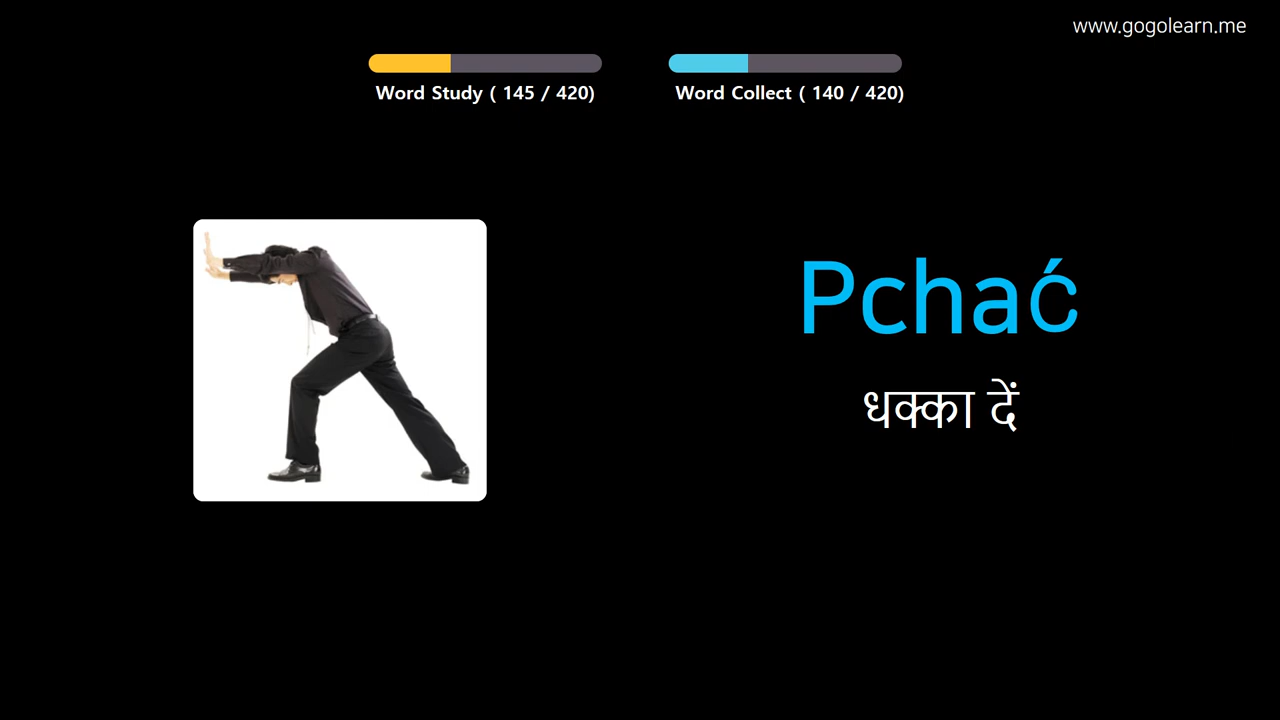 www.gogolearn.me
Word Study ( 145 / 420)
Word Collect ( 140 / 420)
Pchać
धक्का दें